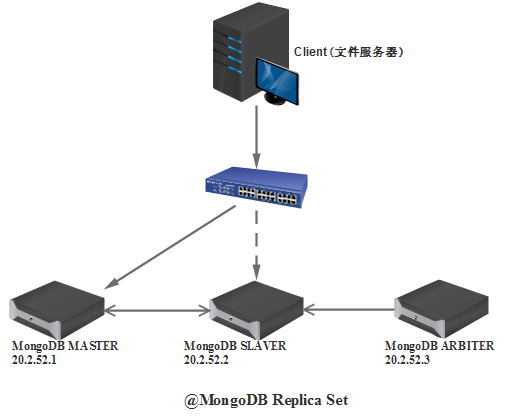 Client(文件服务器)
MongoDB MASTER
20.2.52.1
MongoDB SLAVER
20.2.52.2
MongoDB ARBITER
20.2.52.3
@MongoDB Replica Set